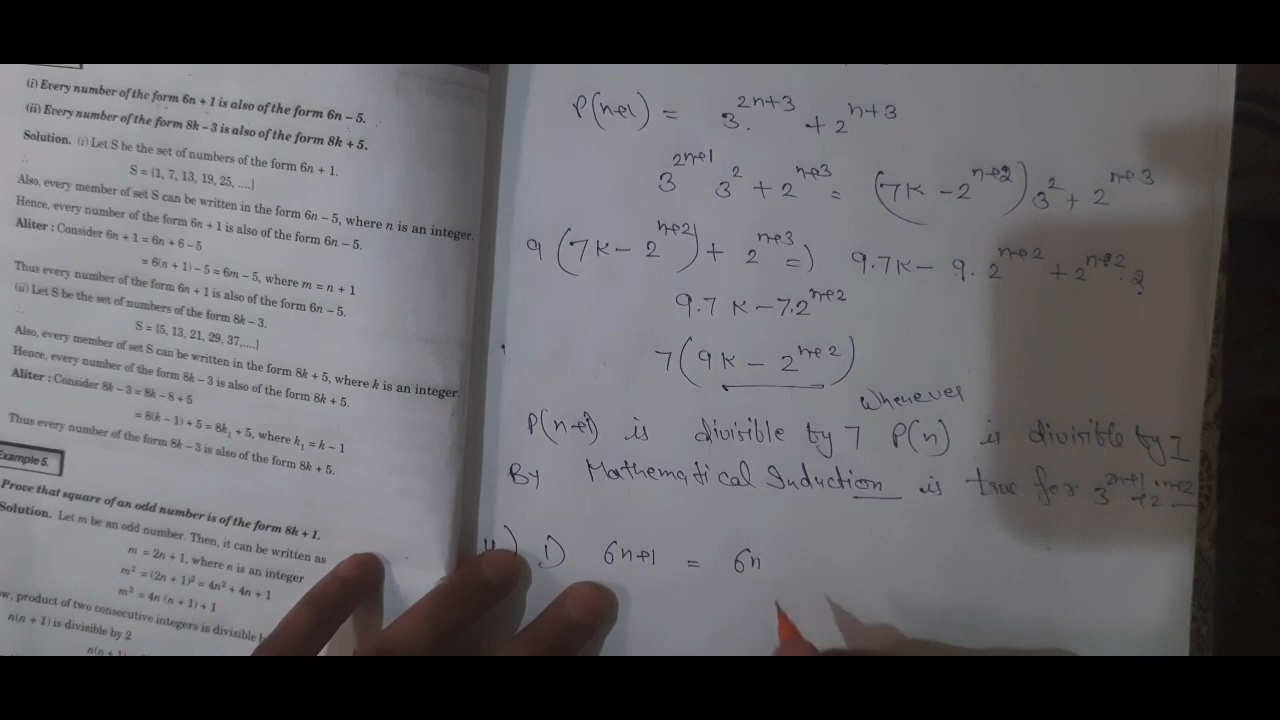 (i) Every number of the form 6n + 1 is also of the form 6n – 5.
(ii) Every number of the form 8k – 3 is also of the form 8k + 5.
Solution. (i) Let S be the set of numbers of the form 6n + 1.
∴ S = {1, 7, 13, 19, 25, ....}
Also, every member of set S can be written in the form 6n – 5, where n is an integer.
Hence, every number of the form 6n + 1 is also of the form 6n – 5.
Aliter : Consider 6n + 1 = 6n + 6 – 5
= 6(n + 1) – 5 = 6m – 5, where m = n + 1
Thus every number of the form 6n + 1 is also of the form 6n – 5.
(ii) Let S be the set of numbers of the form 8k – 3.
∴ S = {5, 13, 21, 29, 37,....}
Also, every member of set S can be written in the form 8k + 5, where k is an integer.
Hence, every number of the form 8k – 3 is also of the form 8k + 5.
Aliter : Consider 8k – 3 = 8k – 8 + 5
= 8(k – 1) + 5 = 8k₁ + 5, where k₁ = k – 1
Thus every number of the form 8k – 3 is also of the form 8k + 5.
Example 5.
Prove that square of an odd number is of the form 8k + 1.
Solution. Let m be an odd number. Then, it can be written as
m = 2n + 1, where n is an integer
m² = (2n + 1)² = 4n² + 4n + 1
m² = 4n (n + 1) + 1
product of two consecutive integers is divisible
n(n + 1) is divisible by 2
P(n+1) = 3^{2n+3} + 2^{n+3}
3^{2n+1} 3² + 2^{n+3} = (7K - 2^{n+2}) 3² + 2^{n+3}
9 (7K - 2^{n+2}) + 2^{n+3} =) 9.7K - 9. 2^{n+2} + 2^{n+2}. 2
9.7 K - 7.2^{n+2}
7 (9K - 2^{n+2})
Whenever
P(n+1) is divisible by 7 P(n) is divisible by 7
By Mathematical Induction is true for 3^{2n+1} + 2^{n+2}
i) 6n+1 = 6n